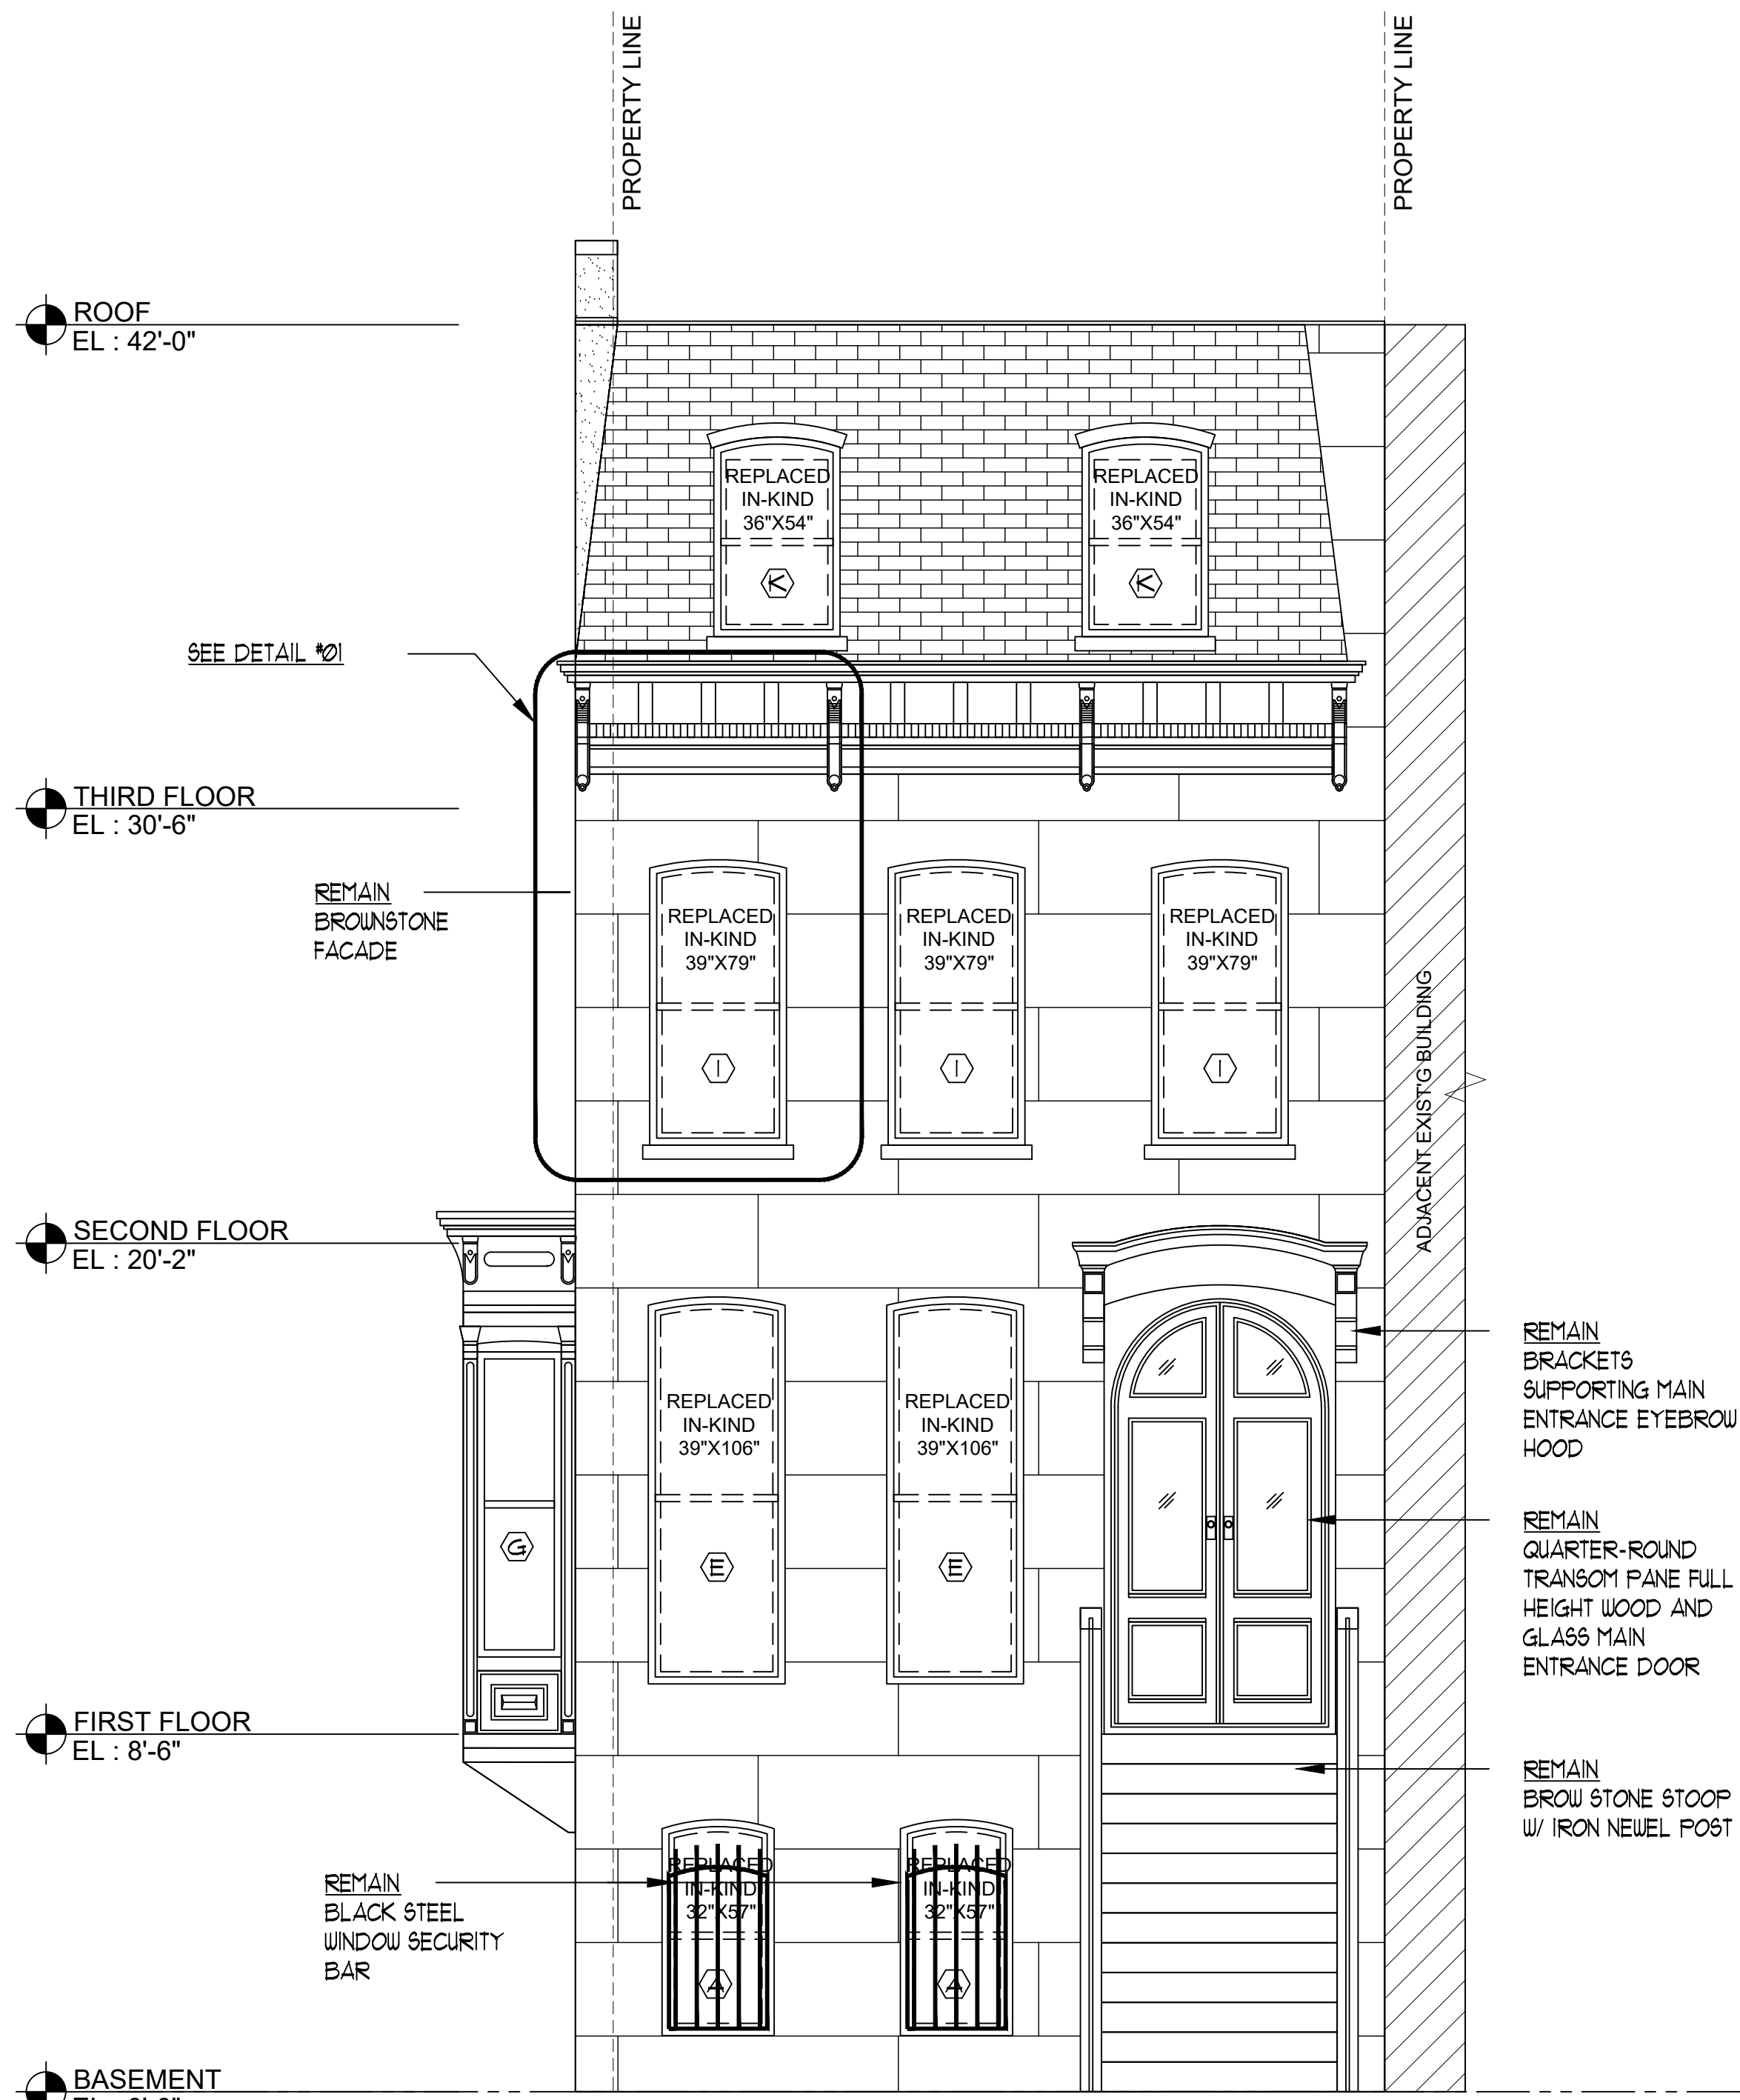 PROPERTY LINE
PROPERTY LINE
ROOF
EL : 42'-0"
REPLACED
IN-KIND
36"X54"
K
REPLACED
IN-KIND
36"X54"
K
SEE DETAIL #01
THIRD FLOOR
EL : 30'-6"
REMAIN
BROWNSTONE
FACADE
REPLACED
IN-KIND
39"X79"
I
REPLACED
IN-KIND
39"X79"
I
REPLACED
IN-KIND
39"X79"
I
ADJACENT EXIST'G BUILDING
SECOND FLOOR
EL : 20'-2"
REPLACED
IN-KIND
39"X106"
E
REPLACED
IN-KIND
39"X106"
E
G
REMAIN
BRACKETS
SUPPORTING MAIN
ENTRANCE EYEBROW
HOOD
REMAIN
QUARTER-ROUND
TRANSOM PANE FULL
HEIGHT WOOD AND
GLASS MAIN
ENTRANCE DOOR
FIRST FLOOR
EL : 8'-6"
REMAIN
BROW STONE STOOP
W/ IRON NEWEL POST
REMAIN
BLACK STEEL
WINDOW SECURITY
BAR
REPLACED
IN-KIND
32"X57"
A
REPLACED
IN-KIND
32"X57"
A
BASEMENT